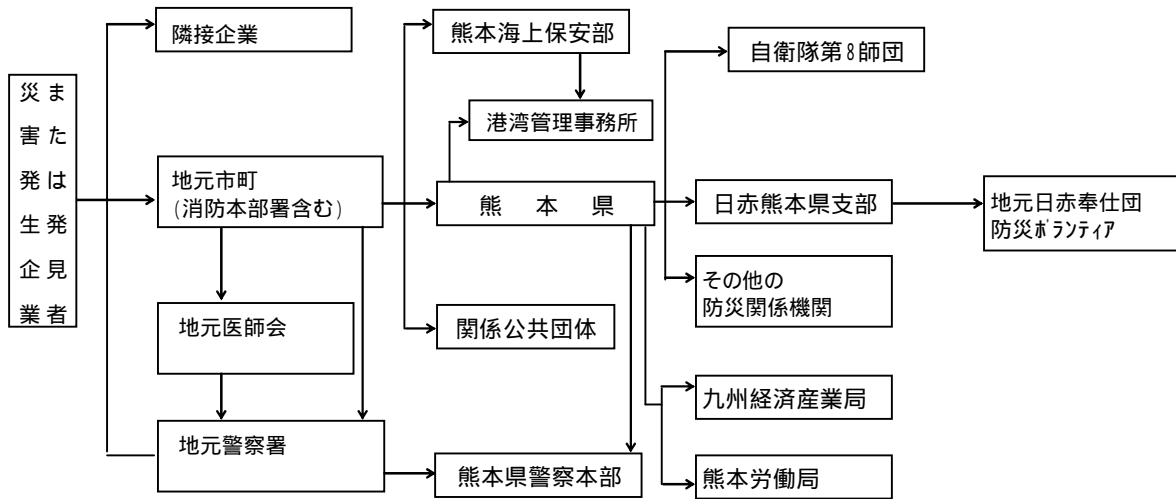 災害発生企業
または発見者
隣接企業
地元市町
(消防本部署含む)
地元医師会
地元警察署
熊本海上保安部
港湾管理事務所
熊本県
関係公共団体
熊本県警察本部
自衛隊第8師団
日赤熊本県支部
その他の
防災関係機関
九州経済産業局
熊本労働局
地元日赤奉仕団
防災ボランティア